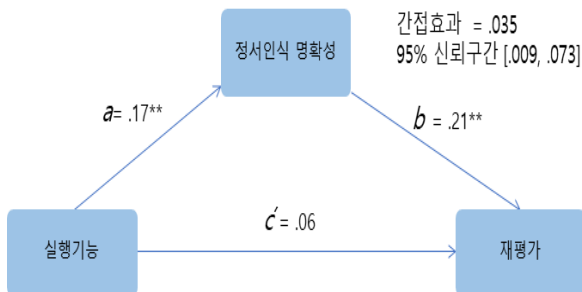 간접효과 = .035
95% 신뢰구간 [.009, .073]
정서인식 명확성
a= .17**
b = .21**
c′ = .06
실행기능
재평가